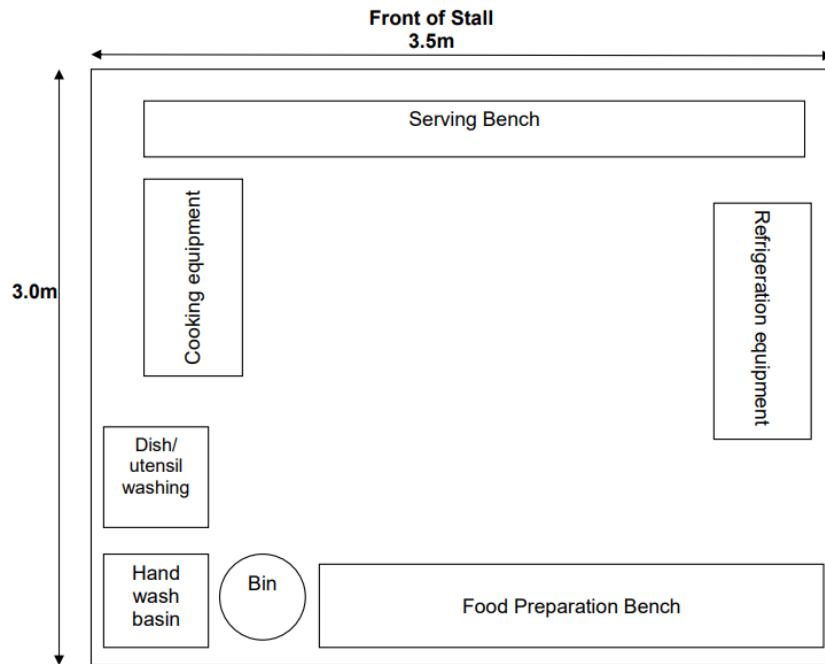 Front of Stall
3.5m
Serving Bench
Cooking equipment
Refrigeration equipment
3.0m
Dish/
utensil
washing
Hand
wash
basin
Bin
Food Preparation Bench